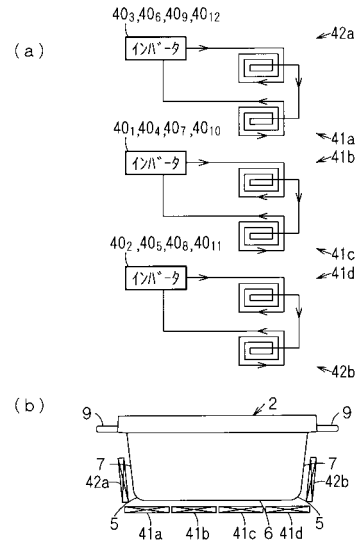 (a)
40₃,40₆,40₉,40₁₂
インバータ
42a
41a
40₁,40₄,40₇,40₁₀
インバータ
41b
41c
40₂,40₅,40₈,40₁₁
インバータ
41d
42b
(b)
2
9 9
7 7
42a 42b
5 6 5
41a 41b 41c 41d